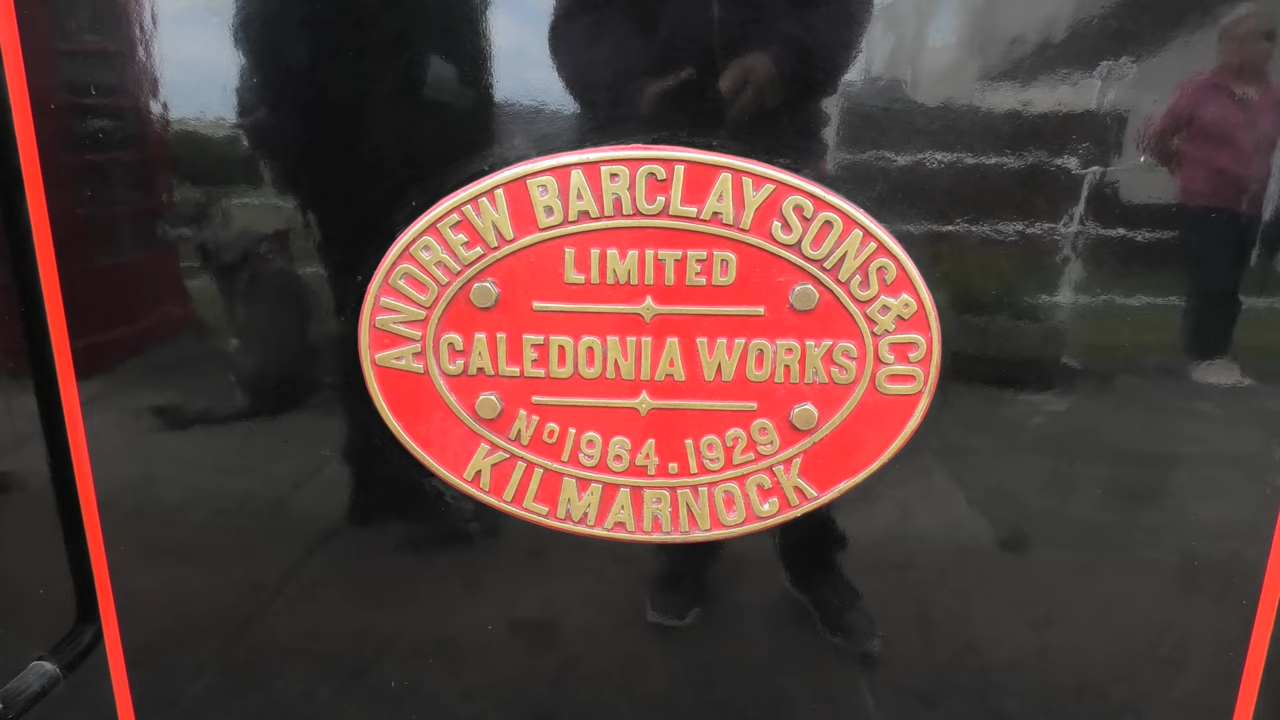 ANDREW BARCLAY SONS & CO
LIMITED
CALEDONIA WORKS
No 1964.1929
KILMARNOCK